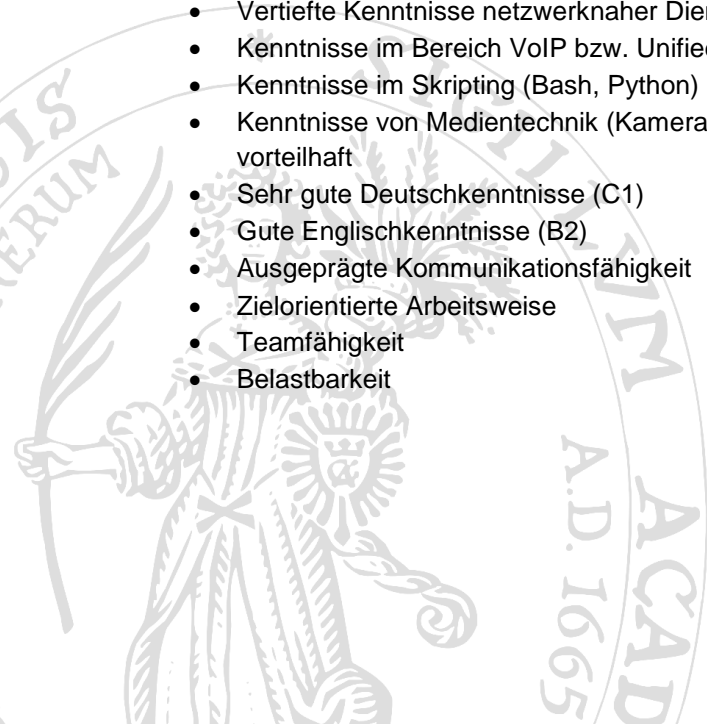 • Vertiefte Kenntnisse netzwerknaher
• Kenntnisse im Bereich VoIP bzw.
• Kenntnisse im Skripting (Bash, Python)
• Kenntnisse von Medientechnik
vorteilhaft
• Sehr gute Deutschkenntnisse (C1)
• Gute Englischkenntnisse (B2)
• Ausgeprägte Kommunikationsfähigkeit
• Zielorientierte Arbeitsweise
• Teamfähigkeit
• Belastbarkeit
SIGILLVM
A.D. 1665